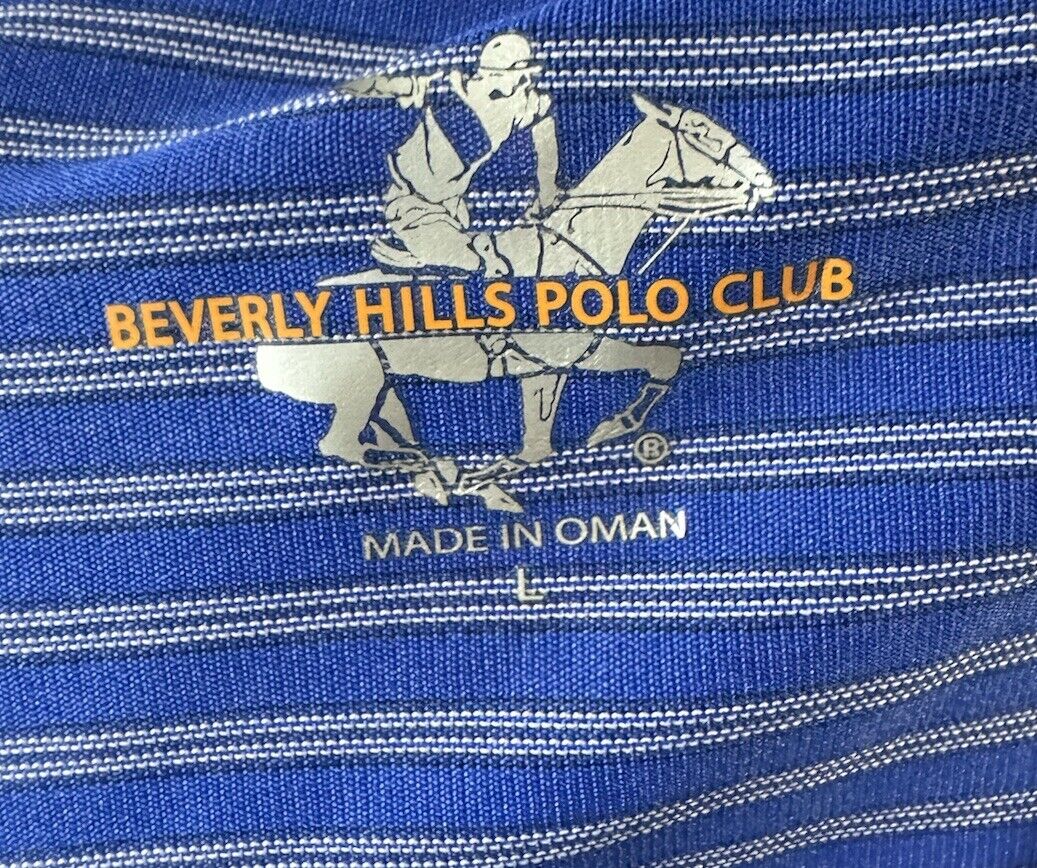 BEVERLY HILLS POLO CLUB
®
MADE IN OMAN
L